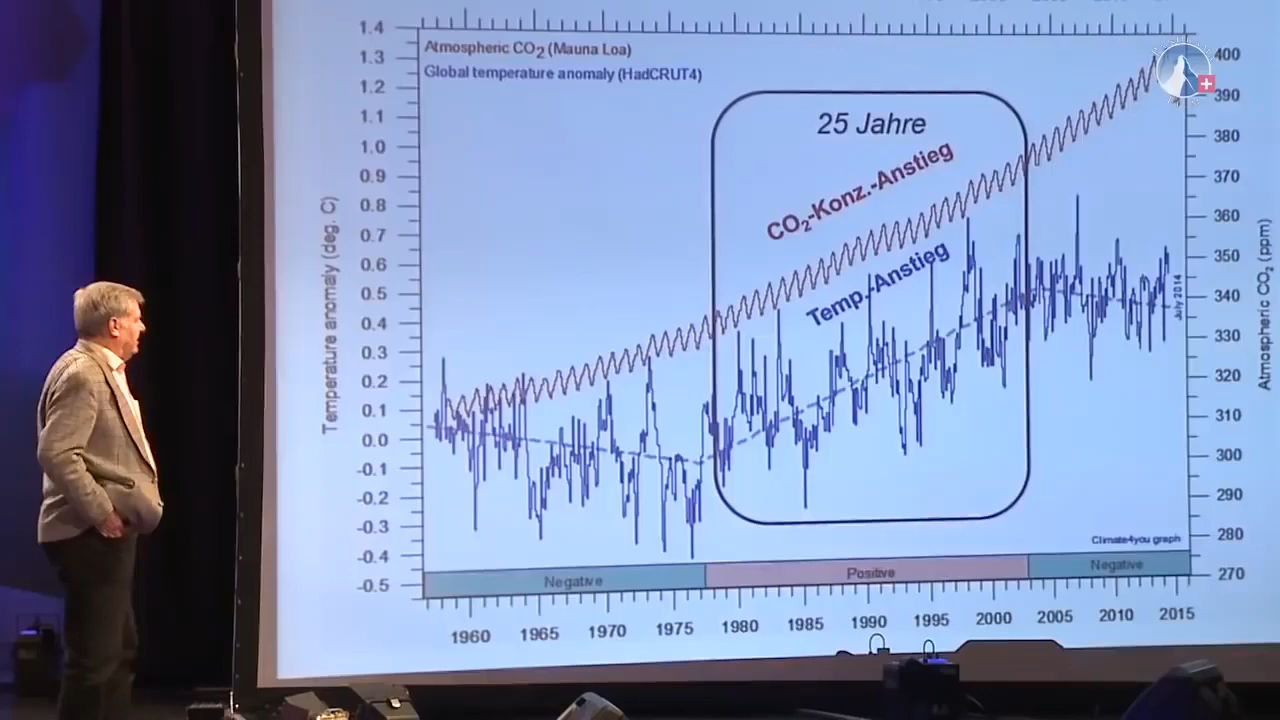 1.4
1.3
1.2
1.1
1.0
0.9
0.8
0.7
0.6
0.5
0.4
0.3
0.2
0.1
0.0
-0.1
-0.2
-0.3
-0.4
-0.5
Temperature anomaly (deg. C)
Atmospheric CO2 (Mauna Loa)
Global temperature anomaly (HadCRUT4)
25 Jahre
CO2-Konz.-Anstieg
Temp.-Anstieg
July 2014
Climate4you graph
Negative
Positive
Negative
1960 1965 1970 1975 1980 1985 1990 1995 2000 2005 2010 2015
400
390
380
370
360
350
340
330
320
310
300
290
280
270
Atmospheric CO2 (ppm)